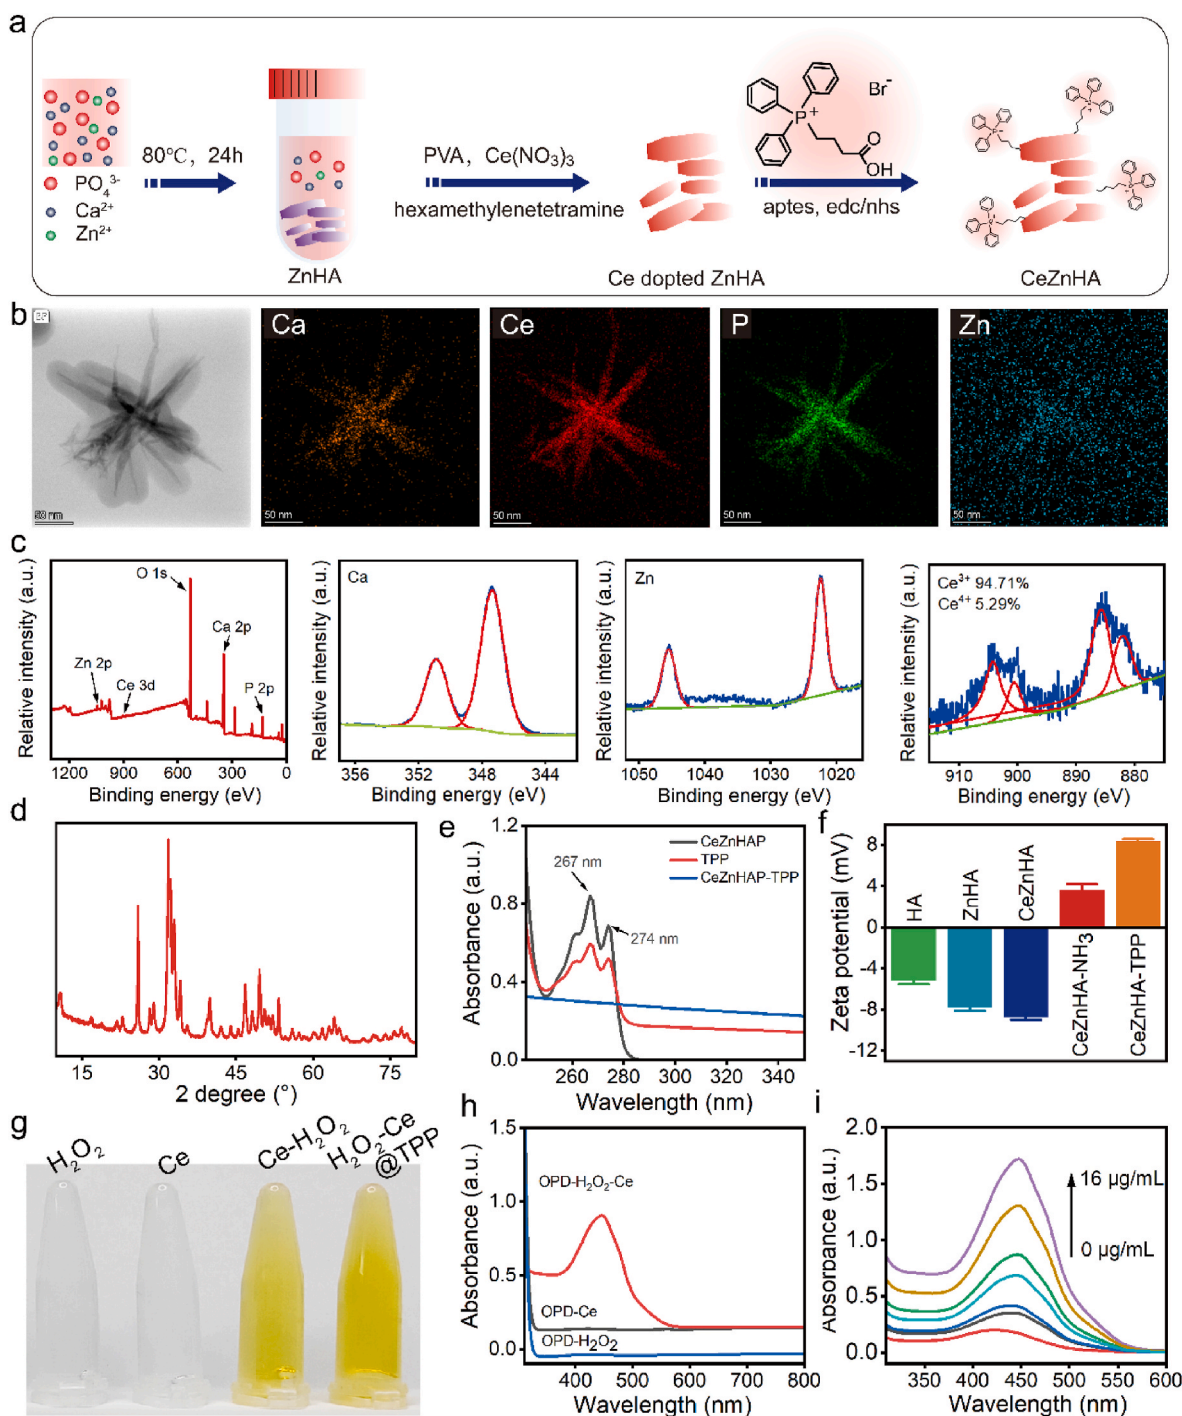 a
80°C, 24h
PO₄³⁻
Ca²⁺
Zn²⁺
ZnHA
PVA, Ce(NO₃)₃
hexamethylenetetramine
Ce dopted ZnHA
P⁺
Br⁻
O
OH
aptes, edc/nhs
CeZnHA
b
50 nm
Ca
50 nm
Ce
50 nm
P
50 nm
Zn
50 nm
c
Relative intensity (a.u.)
O 1s
Ca 2p
Zn 2p
Ce 3d
P 2p
1200 900 600 300 0
Binding energy (eV)
Relative intensity (a.u.)
Ca
356 352 348 344
Binding energy (eV)
Relative intensity (a.u.)
Zn
1050 1040 1030 1020
Binding energy (eV)
Relative intensity (a.u.)
Ce³⁺ 94.71%
Ce⁴⁺ 5.29%
910 900 890 880
Binding energy (eV)
d
15 30 45 60 75
2 degree (°)
e
Absorbance (a.u.)
1.2
0.8
0.4
0.0
267 nm
274 nm
CeZnHAP
TPP
CeZnHAP-TPP
260 280 300 320 340
Wavelength (nm)
f
Zeta potential (mV)
8
4
0
-4
-8
-12
HA
ZnHA
CeZnHA
CeZnHA-NH₃
CeZnHA-TPP
g
H₂O₂
Ce
Ce-H₂O₂
H₂O₂-Ce
@TPP
h
Absorbance (a.u.)
1.5
1.0
0.5
0.0
OPD-H₂O₂-Ce
OPD-Ce
OPD-H₂O₂
400 500 600 700 800
Wavelength (nm)
i
Absorbance (a.u.)
2.0
1.5
1.0
0.5
0.0
16 μg/mL
0 μg/mL
350 400 450 500 550 600
Wavelength (nm)